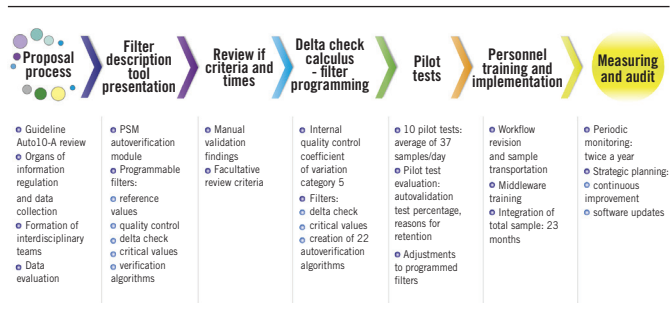 Proposal
process
Filter
description
tool
presentation
Review if
criteria and
times
Delta check
calculus
- filter
programming
Pilot
tests
Personnel
training and
implementation
Measuring
and audit
Guideline
Auto10-A review
Organs of
information
regulation
and data
collection
Formation of
interdisciplinary
teams
Data
evaluation
PSM
autoverification
module
Programmable
filters:
reference
values
quality control
delta check
critical values
verification
algorithms
Manual
validation
findings
Facultative
review criteria
Internal
quality control
coefficient
of variation
category 5
Filters:
delta check
critical values
creation of 22
autoverification
algorithms
10 pilot tests:
average of 37
samples/day
Pilot test
evaluation:
autovalidation
test percentage,
reasons for
retention
Adjustments
to programmed
filters
Workflow
revision
and sample
transportation
Middleware
training
Integration of
total sample: 23
months
Periodic
monitoring:
twice a year
Strategic planning:
continuous
improvement
software updates